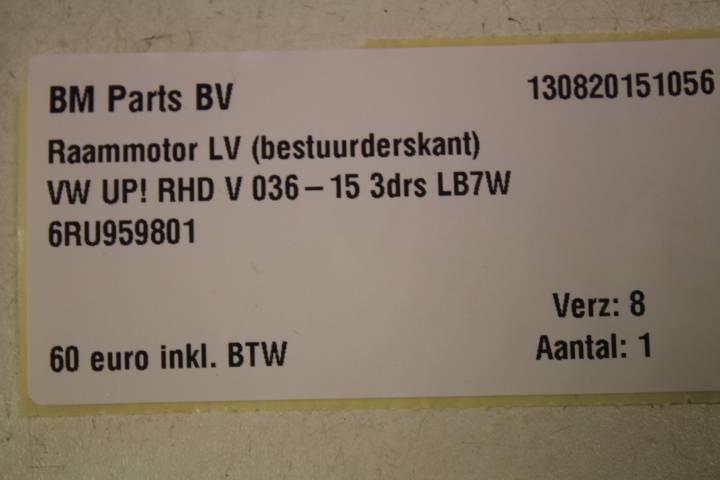 BM Parts BV 130820151056
Raammotor LV (bestuurderskant)
VW UP! RHD V 036 – 15 3drs LB7W
6RU959801
Verz: 8
60 euro inkl. BTW Aantal: 1